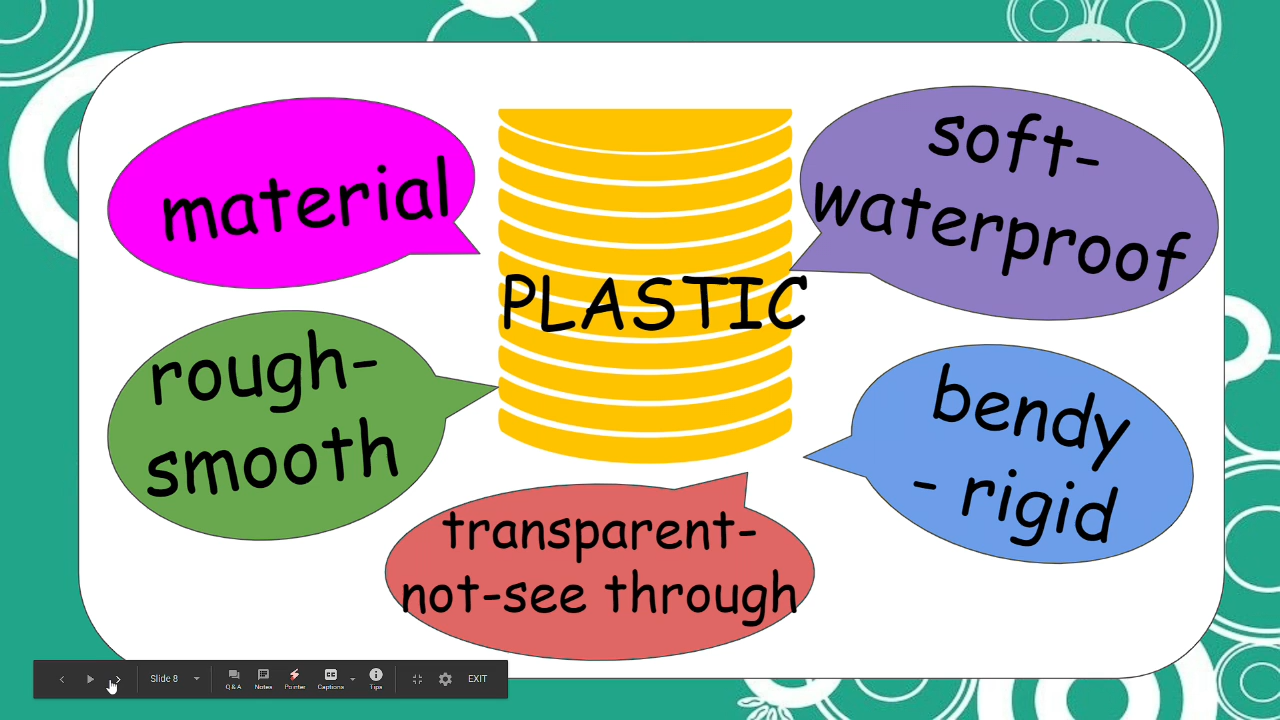 material
soft-
waterproof
PLASTIC
rough-
smooth
bendy
- rigid
transparent-
not-see through
Slide 8
Q&A
Notes
Pointer
Captions
Tips
EXIT